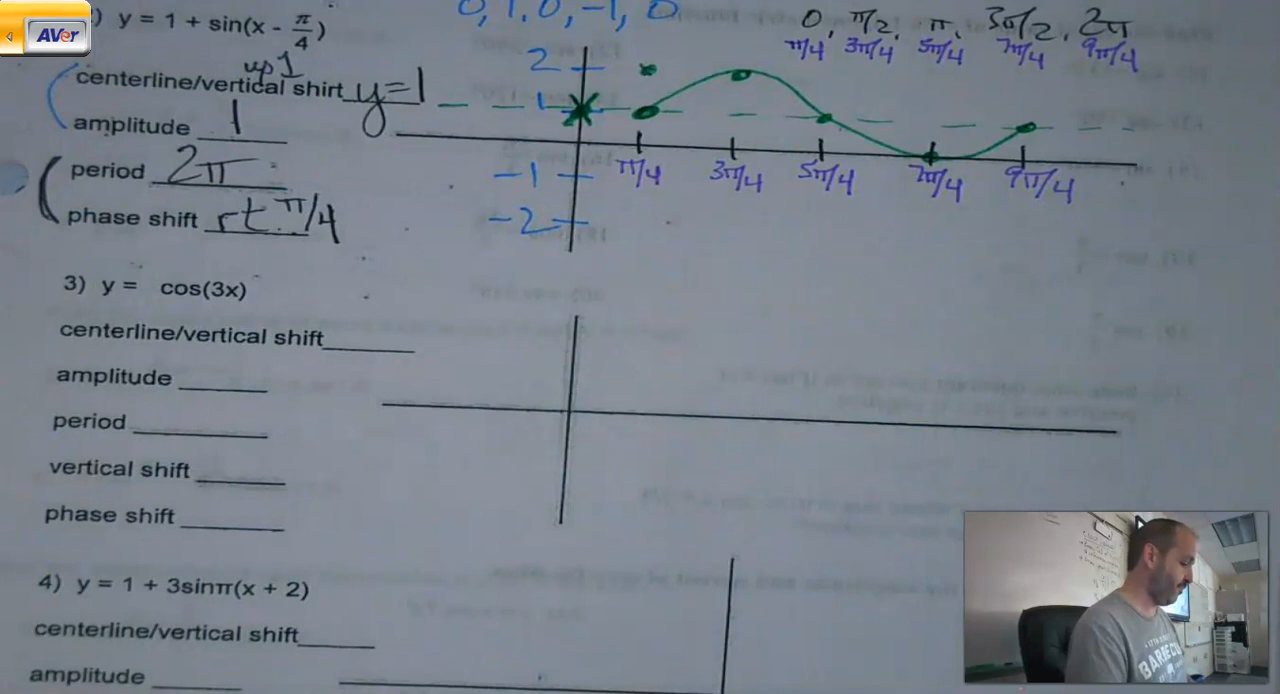 AVer
) y = 1 + sin(x - π/4)
0, 1, 0, -1, 0
0, π/2, π, 3π/2, 2π
π/4 3π/4 5π/4 7π/4 9π/4
up 1
centerline/vertical shirt y=1
amplitude 1
period 2π
phase shift rt π/4
2
1
-1
-2
π/4 3π/4 5π/4 7π/4 9π/4
3) y = cos(3x)
centerline/vertical shift
amplitude
period
vertical shift
phase shift
4) y = 1 + 3sinπ(x + 2)
centerline/vertical shift
amplitude
BARBECU